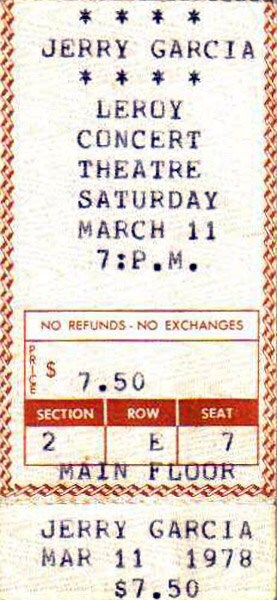 * * * *
JERRY GARCIA
* * * *
LEROY
CONCERT
THEATRE
SATURDAY
MARCH 11
7:P.M.
NO REFUNDS - NO EXCHANGES
PRICE $ 7.50
SECTION ROW SEAT
2 E 7
MAIN FLOOR
JERRY GARCIA
MAR 11 1978
$7.50